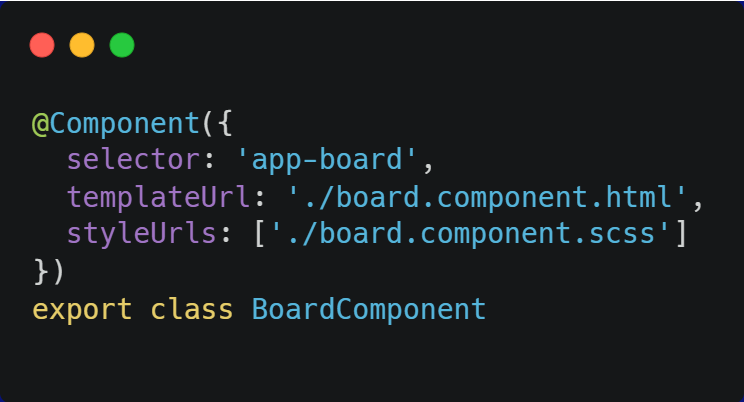 @Component({
  selector: 'app-board',
  templateUrl: './board.component.html',
  styleUrls: ['./board.component.scss']
})
export class BoardComponent